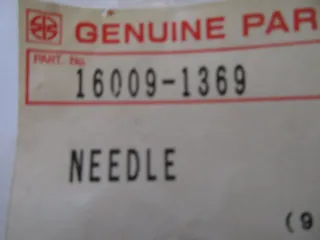 GENUINE PAR
PART. No.
16009-1369
NEEDLE
(9